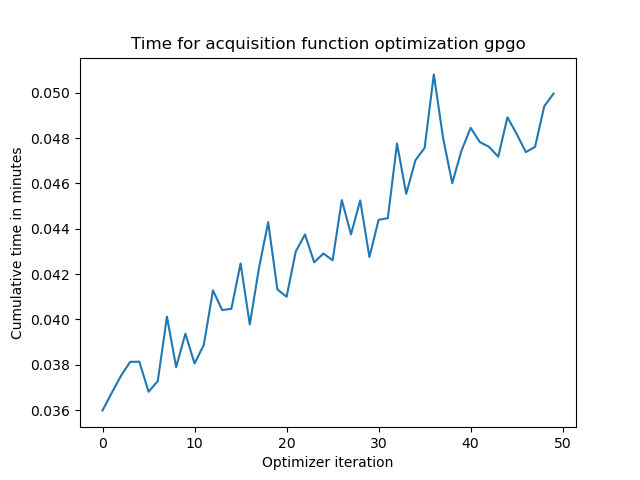 Time for acquisition function optimization gpgo
Cumulative time in minutes
0.050
0.048
0.046
0.044
0.042
0.040
0.038
0.036
0 10 20 30 40 50
Optimizer iteration